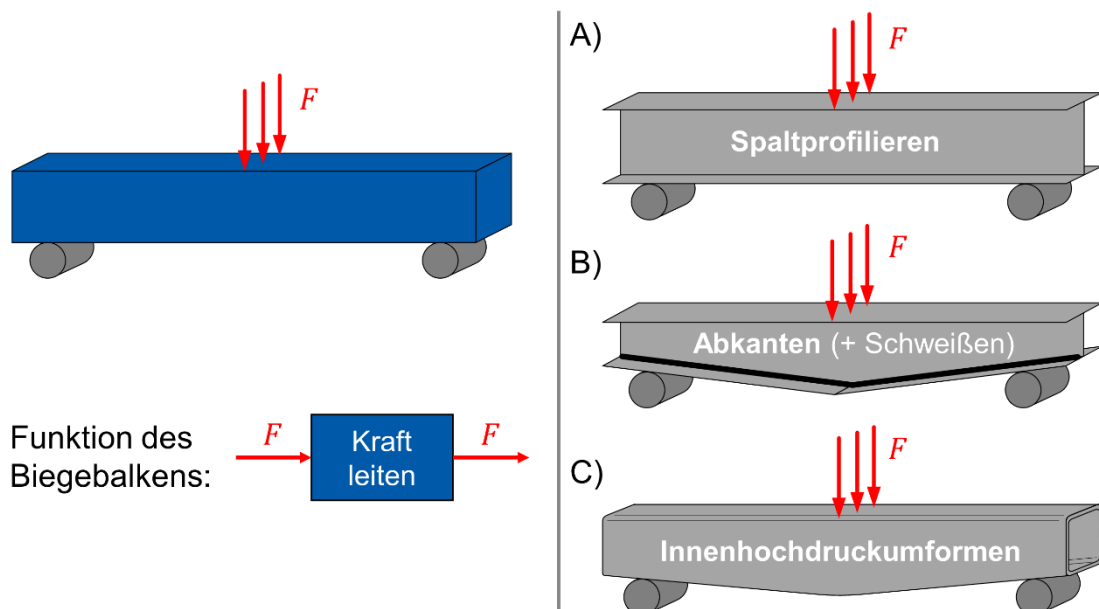 F
Funktion des
Biegebalkens:
F
Kraft
leiten
F
A)
F
Spaltprofilieren
B)
F
Abkanten (+ Schweißen)
C)
F
Innenhochdruckumformen